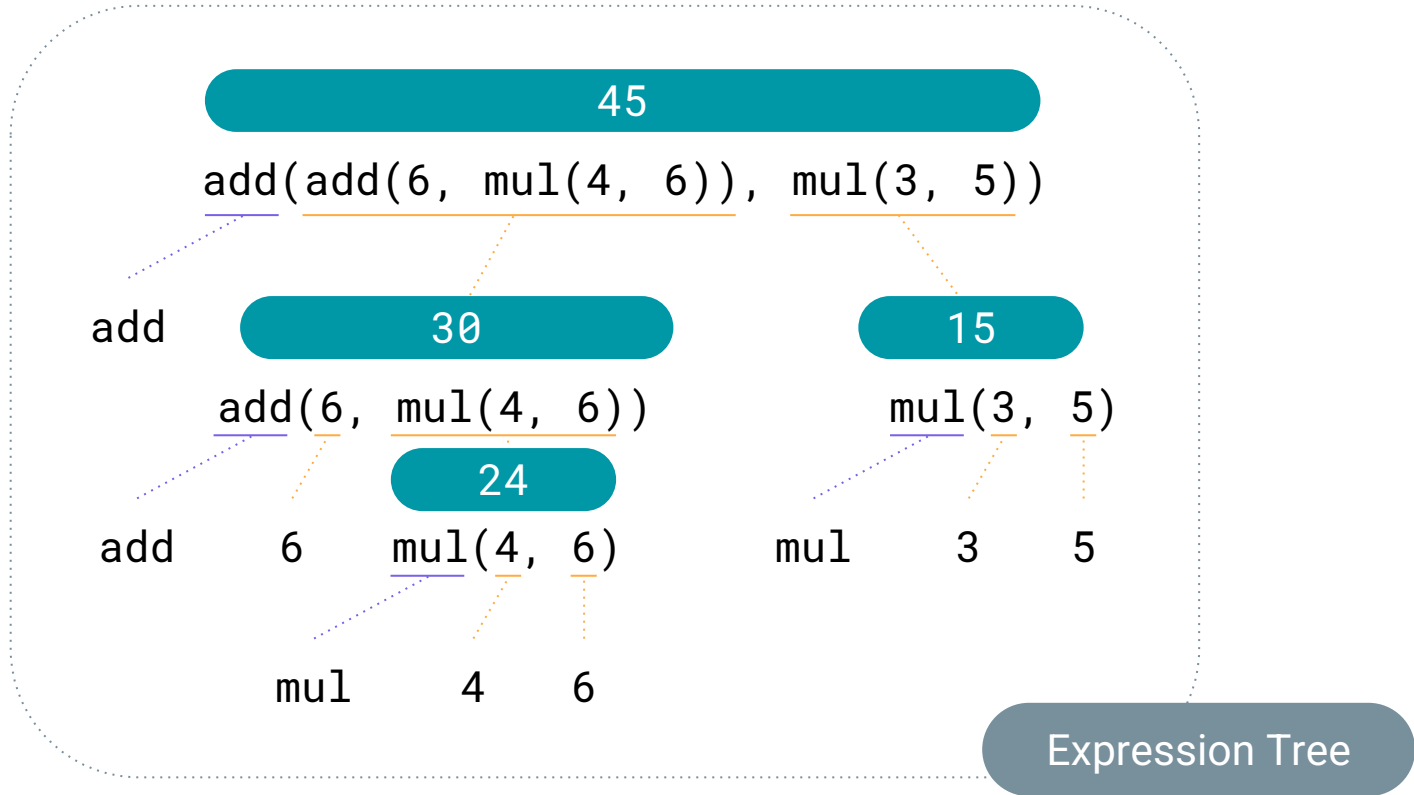 45
add(add(6, mul(4, 6)), mul(3, 5))
add 30 15
add(6, mul(4, 6)) mul(3, 5)
24
add 6 mul(4, 6) mul 3 5
mul 4 6
Expression Tree